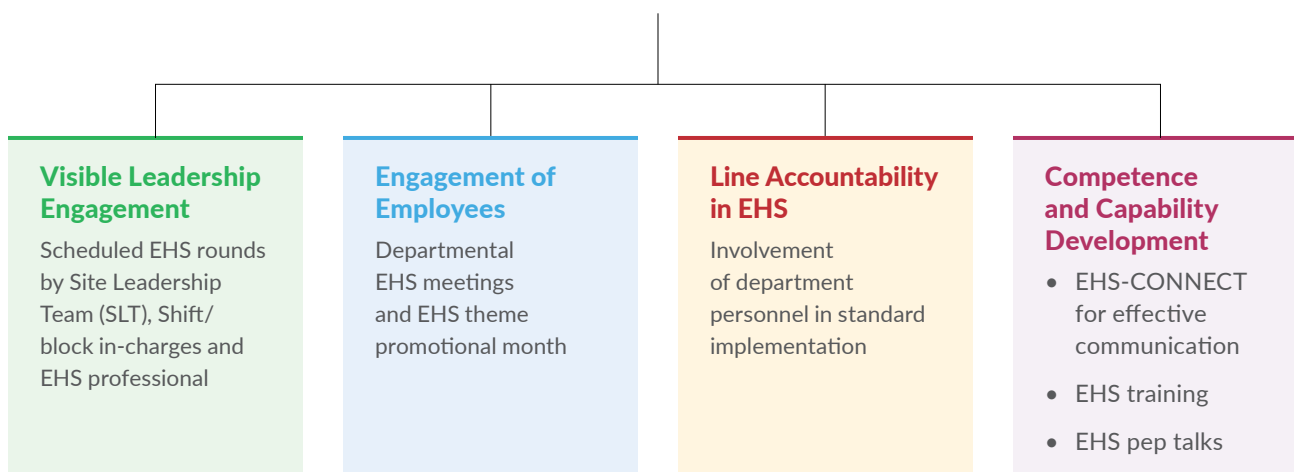 Visible Leadership
Engagement
Scheduled EHS rounds
by Site Leadership
Team (SLT), Shift/
block in-charges and
EHS professional
Engagement of
Employees
Departmental
EHS meetings
and EHS theme
promotional month
Line Accountability
in EHS
Involvement
of department
personnel in standard
implementation
Competence
and Capability
Development
• EHS-CONNECT
for effective
communication
• EHS training
• EHS pep talks